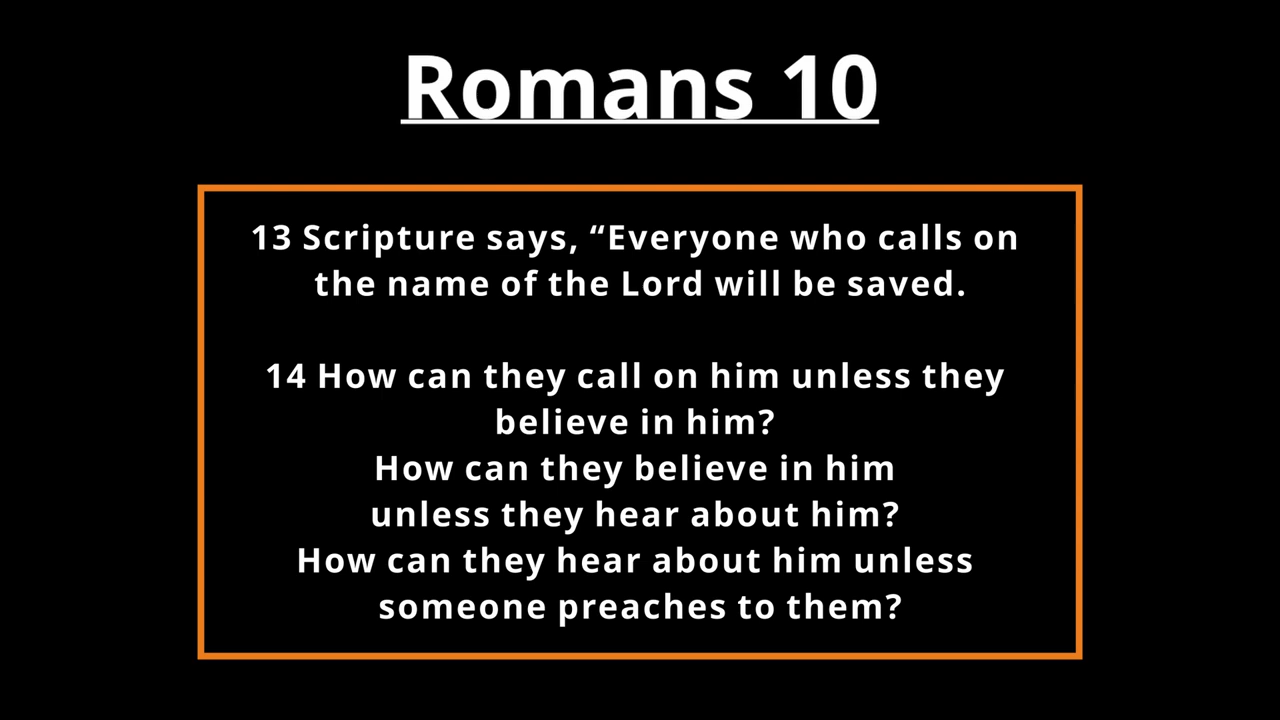 Romans 10
13 Scripture says, “Everyone who calls on
the name of the Lord will be saved.
14 How can they call on him unless they
believe in him?
How can they believe in him
unless they hear about him?
How can they hear about him unless
someone preaches to them?